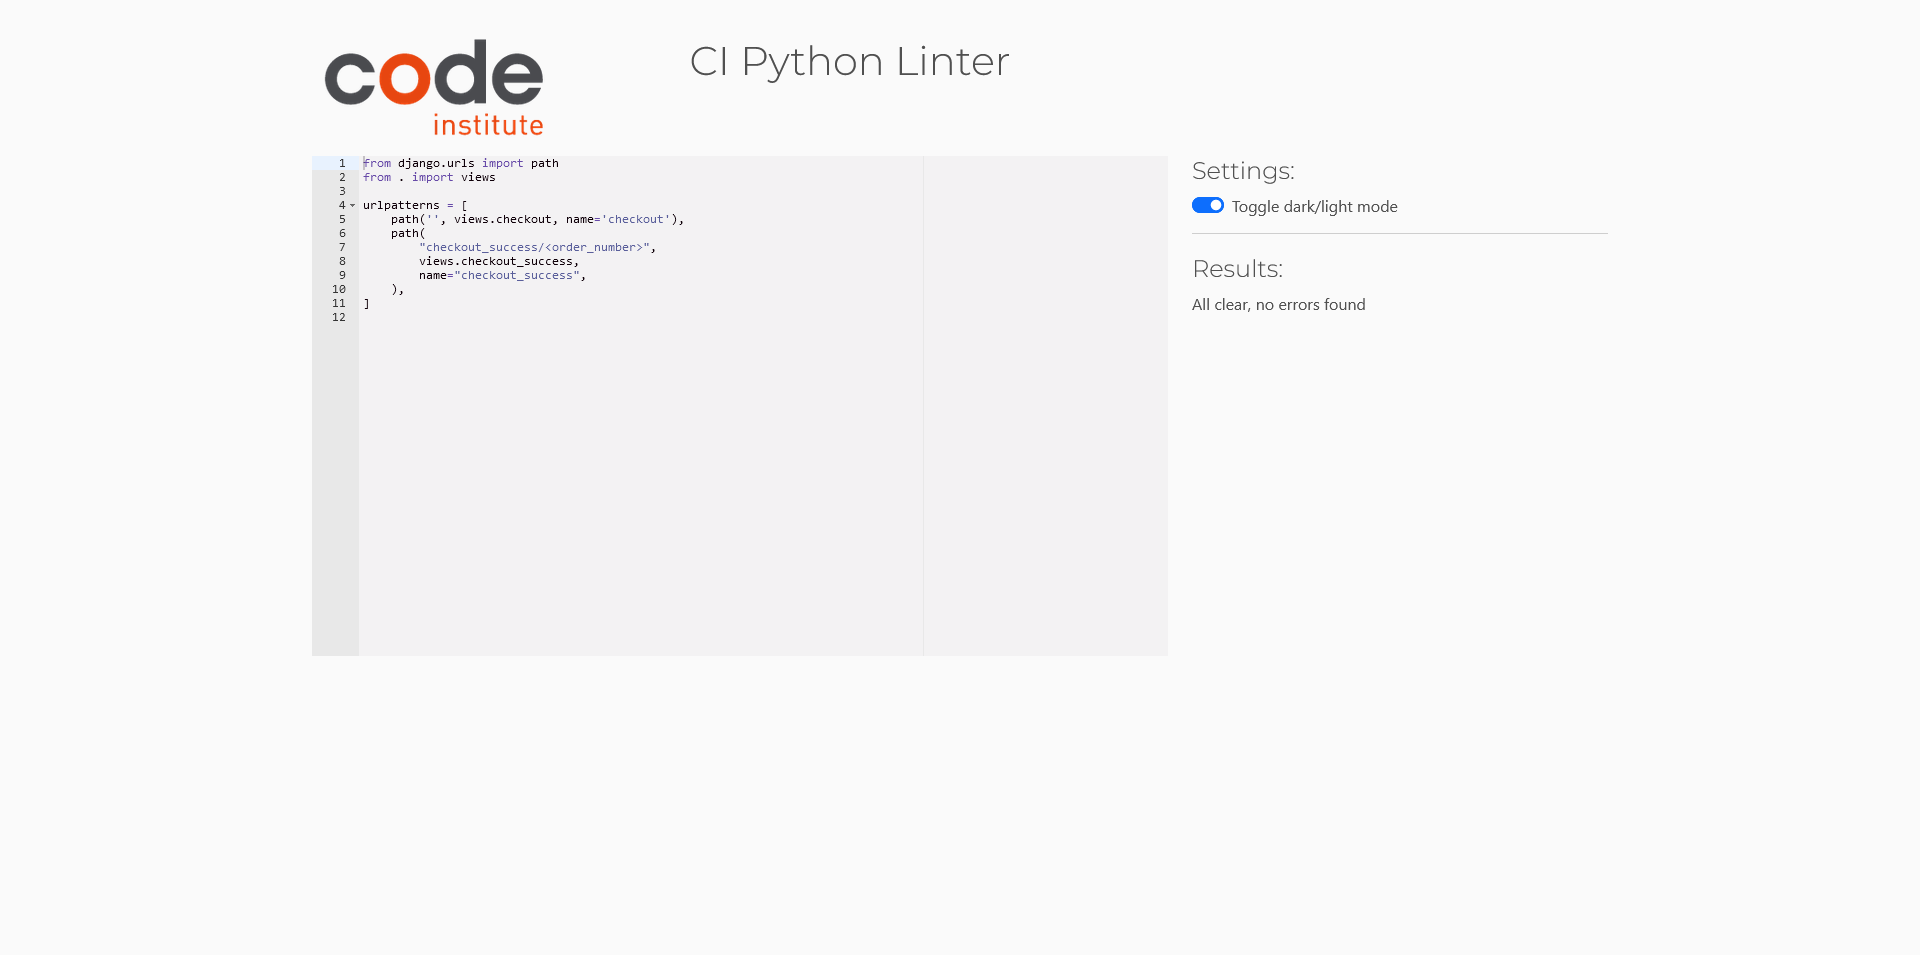 code
institute
CI Python Linter
1 from django.urls import path
2 from . import views
3
4 urlpatterns = [
5     path('', views.checkout, name='checkout'),
6     path(
7         "checkout_success/<order_number>",
8         views.checkout_success,
9         name="checkout_success",
10     ),
11 ]
12
Settings:
Toggle dark/light mode
Results:
All clear, no errors found